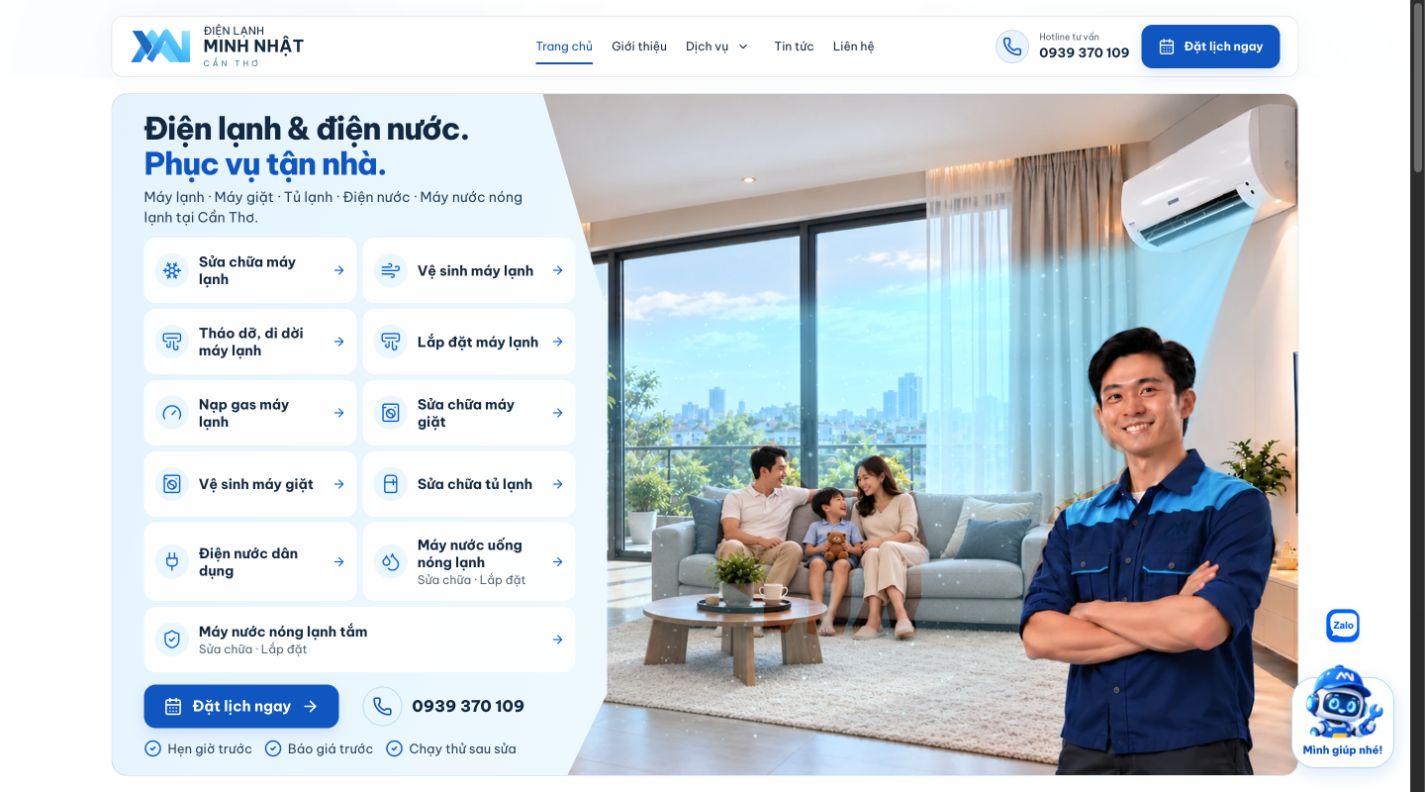 ĐIỆN LẠNH
MINH NHẬT
CẦN THƠ
Trang chủ
Giới thiệu
Dịch vụ
Tin tức
Liên hệ
Hotline tư vấn
0939 370 109
Đặt lịch ngay
Điện lạnh & điện nước.
Phục vụ tận nhà.
Máy lạnh · Máy giặt · Tủ lạnh · Điện nước · Máy nước nóng
lạnh tại Cần Thơ.
Sửa chữa máy
lạnh
Vệ sinh máy lạnh
Tháo dỡ, di dời
máy lạnh
Lắp đặt máy lạnh
Nạp gas máy
lạnh
Sửa chữa máy
giặt
Vệ sinh máy giặt
Sửa chữa tủ lạnh
Điện nước dân
dụng
Máy nước uống
nóng lạnh
Sửa chữa · Lắp đặt
Máy nước nóng lạnh tắm
Sửa chữa · Lắp đặt
Đặt lịch ngay
0939 370 109
Hẹn giờ trước
Báo giá trước
Chạy thử sau sửa
Zalo
Mình giúp nhé!